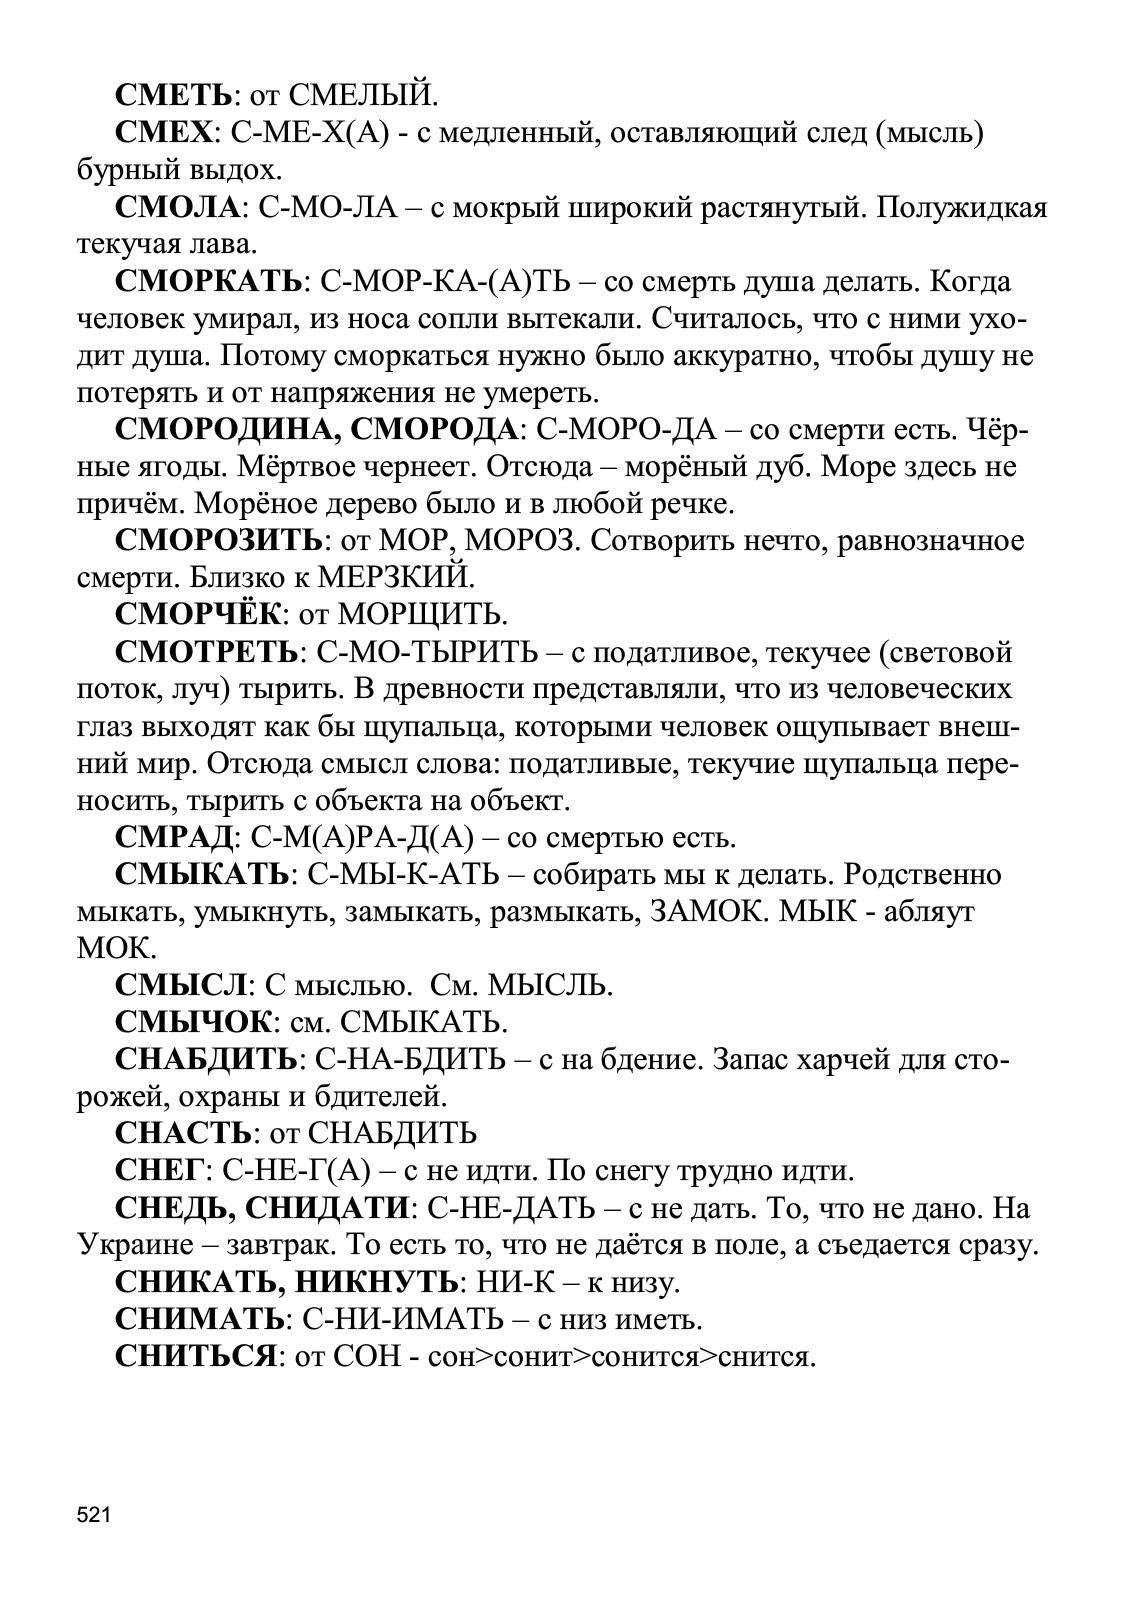 СМЕТЬ: от СМЕЛЫЙ.
СМЕХ: С-МЕ-Х(А) - с медленный, оставляющий след (мысль)
бурный выдох.
СМОЛА: С-МО-ЛА – с мокрый широкий растянутый. Полужидкая
текучая лава.
СМОРКАТЬ: С-МОР-КА-(А)ТЬ – со смерть душа делать. Когда
человек умирал, из носа сопли вытекали. Считалось, что с ними ухо-
дит душа. Потому сморкаться нужно было аккуратно, чтобы душу не
потерять и от напряжения не умереть.
СМОРОДИНА, СМОРОДА: С-МОРО-ДА – со смерти есть. Чёр-
ные ягоды. Мёртвое чернеет. Отсюда – морёный дуб. Море здесь не
причём. Морёное дерево было и в любой речке.
СМОРОЗИТЬ: от МОР, МОРОЗ. Сотворить нечто, равнозначное
смерти. Близко к МЕРЗКИЙ.
СМОРЧЁК: от МОРЩИТЬ.
СМОТРЕТЬ: С-МО-ТЫРИТЬ – с податливое, текучее (световой
поток, луч) тырить. В древности представляли, что из человеческих
глаз выходят как бы щупальца, которыми человек ощупывает внеш-
ний мир. Отсюда смысл слова: податливые, текучие щупальца пере-
носить, тырить с объекта на объект.
СМРАД: С-М(А)РА-Д(А) – со смертью есть.
СМЫКАТЬ: С-МЫ-К-АТЬ – собирать мы к делать. Родственно
мыкать, умыкнуть, замыкать, размыкать, ЗАМОК. МЫК - абляут
МОК.
СМЫСЛ: С мыслью.  См. МЫСЛЬ.
СМЫЧОК: см. СМЫКАТЬ.
СНАБДИТЬ: С-НА-БДИТЬ – с на бдение. Запас харчей для сто-
рожей, охраны и бдителей.
СНАСТЬ: от СНАБДИТЬ
СНЕГ: С-НЕ-Г(А) – с не идти. По снегу трудно идти.
СНЕДЬ, СНИДАТИ: С-НЕ-ДАТЬ – с не дать. То, что не дано. На
Украине – завтрак. То есть то, что не даётся в поле, а съедается сразу.
СНИКАТЬ, НИКНУТЬ: НИ-К – к низу.
СНИМАТЬ: С-НИ-ИМАТЬ – с низ иметь.
СНИТЬСЯ: от СОН - сон>сонит>сонится>снится.
521